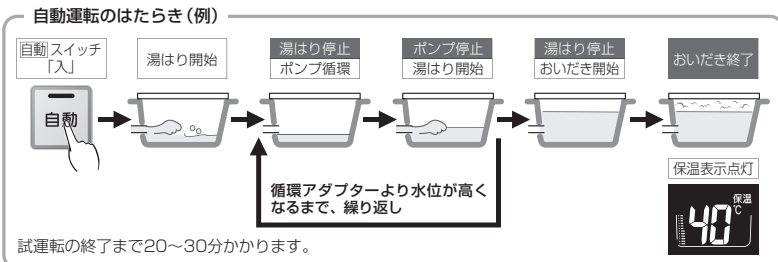 自動運転のはたらき(例)
自動スイッチ
「入」
自動
湯はり開始
湯はり停止
ポンプ循環
ポンプ停止
湯はり開始
湯はり停止
おいだき開始
おいだき終了
循環アダプターより水位が高く
なるまで、繰り返し
保温表示点灯
保温
40℃
試運転の終了まで20〜30分かかります。